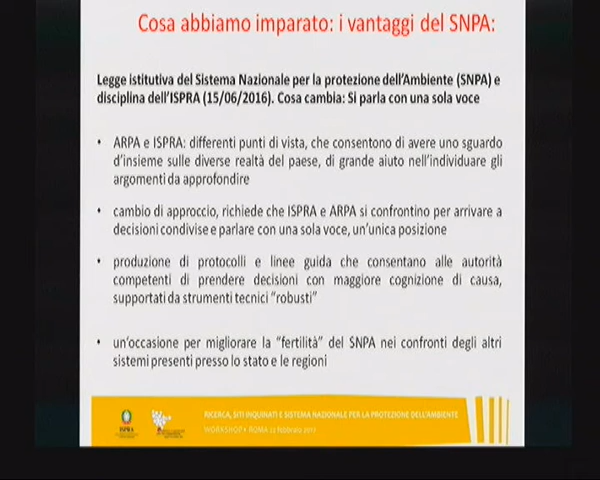 Cosa abbiamo imparato: i vantaggi del SNPA:
Legge istitutiva del Sistema Nazionale per la protezione dell'Ambiente (SNPA) e
disciplina dell'ISPRA (15/06/2016). Cosa cambia: Si parla con una sola voce
• ARPA e ISPRA: differenti punti di vista, che consentono di avere uno sguardo
d'insieme sulle diverse realtà del paese, di grande aiuto nell'individuare gli
argomenti da approfondire
• cambio di approccio, richiede che ISPRA e ARPA si confrontino per arrivare a
decisioni condivise e parlare con una sola voce, un'unica posizione
• produzione di protocolli e linee guida che consentano alle autorità
competenti di prendere decisioni con maggiore cognizione di causa,
supportati da strumenti tecnici "robusti"
• un'occasione per migliorare la "fertilità" del SNPA nei confronti degli altri
sistemi presenti presso lo stato e le regioni
RICERCA, SITI INQUINATI E SISTEMA NAZIONALE PER LA PROTEZIONE DELL'AMBIENTE
WORKSHOP • ROMA 22 febbraio 2017
ISPRA